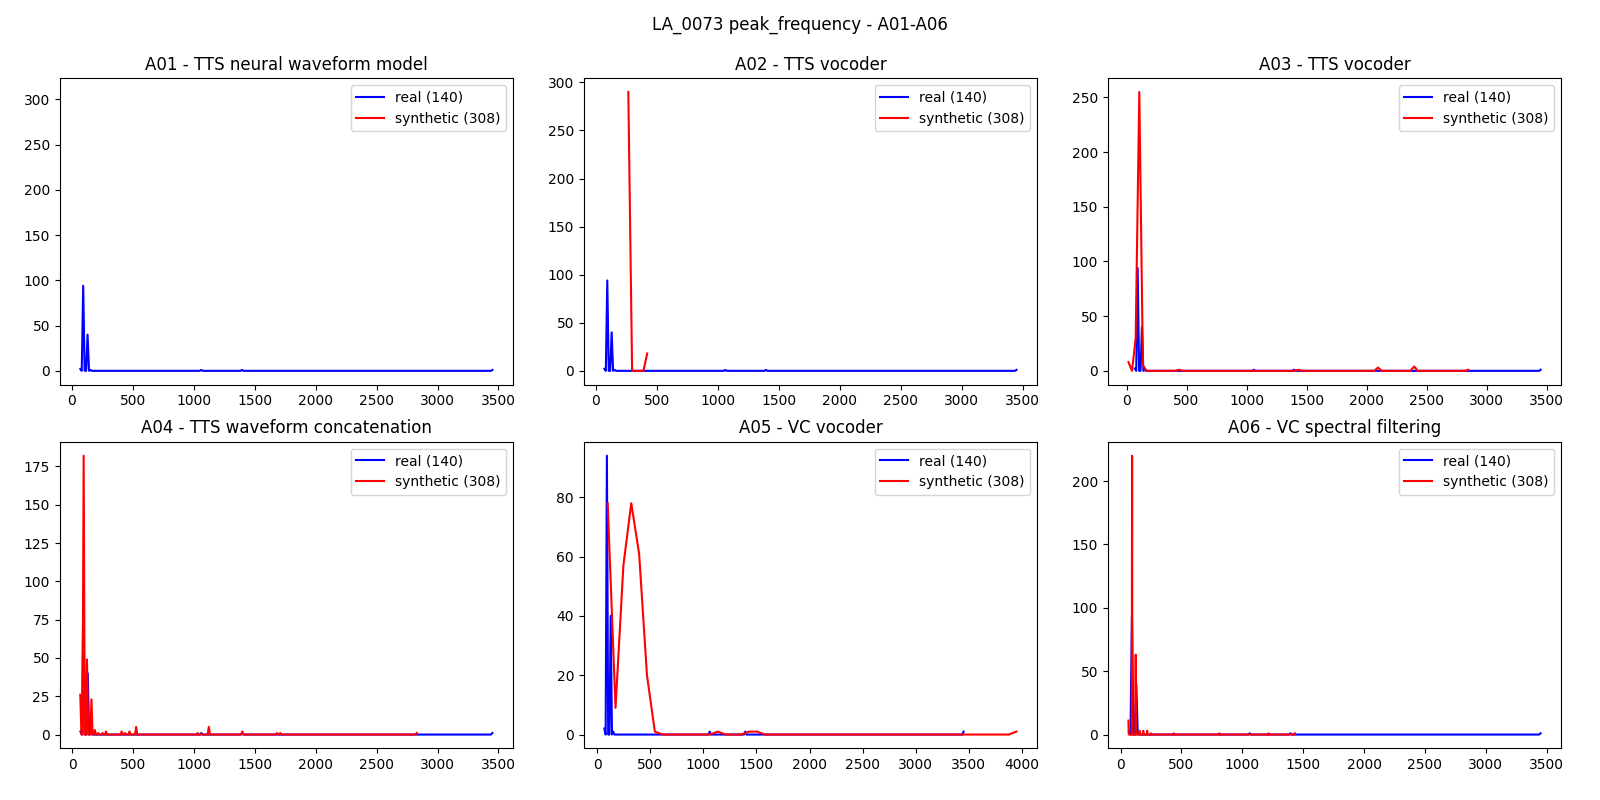 LA_0073 peak_frequency - A01-A06
A01 - TTS neural waveform model
300
250
200
150
100
50
0
real (140)
synthetic (308)
0 500 1000 1500 2000 2500 3000 3500
A02 - TTS vocoder
300
250
200
150
100
50
0
real (140)
synthetic (308)
0 500 1000 1500 2000 2500 3000 3500
A03 - TTS vocoder
250
200
150
100
50
0
real (140)
synthetic (308)
0 500 1000 1500 2000 2500 3000 3500
A04 - TTS waveform concatenation
175
150
125
100
75
50
25
0
real (140)
synthetic (308)
0 500 1000 1500 2000 2500 3000 3500
A05 - VC vocoder
80
60
40
20
0
real (140)
synthetic (308)
0 500 1000 1500 2000 2500 3000 3500 4000
A06 - VC spectral filtering
200
150
100
50
0
real (140)
synthetic (308)
0 500 1000 1500 2000 2500 3000 3500